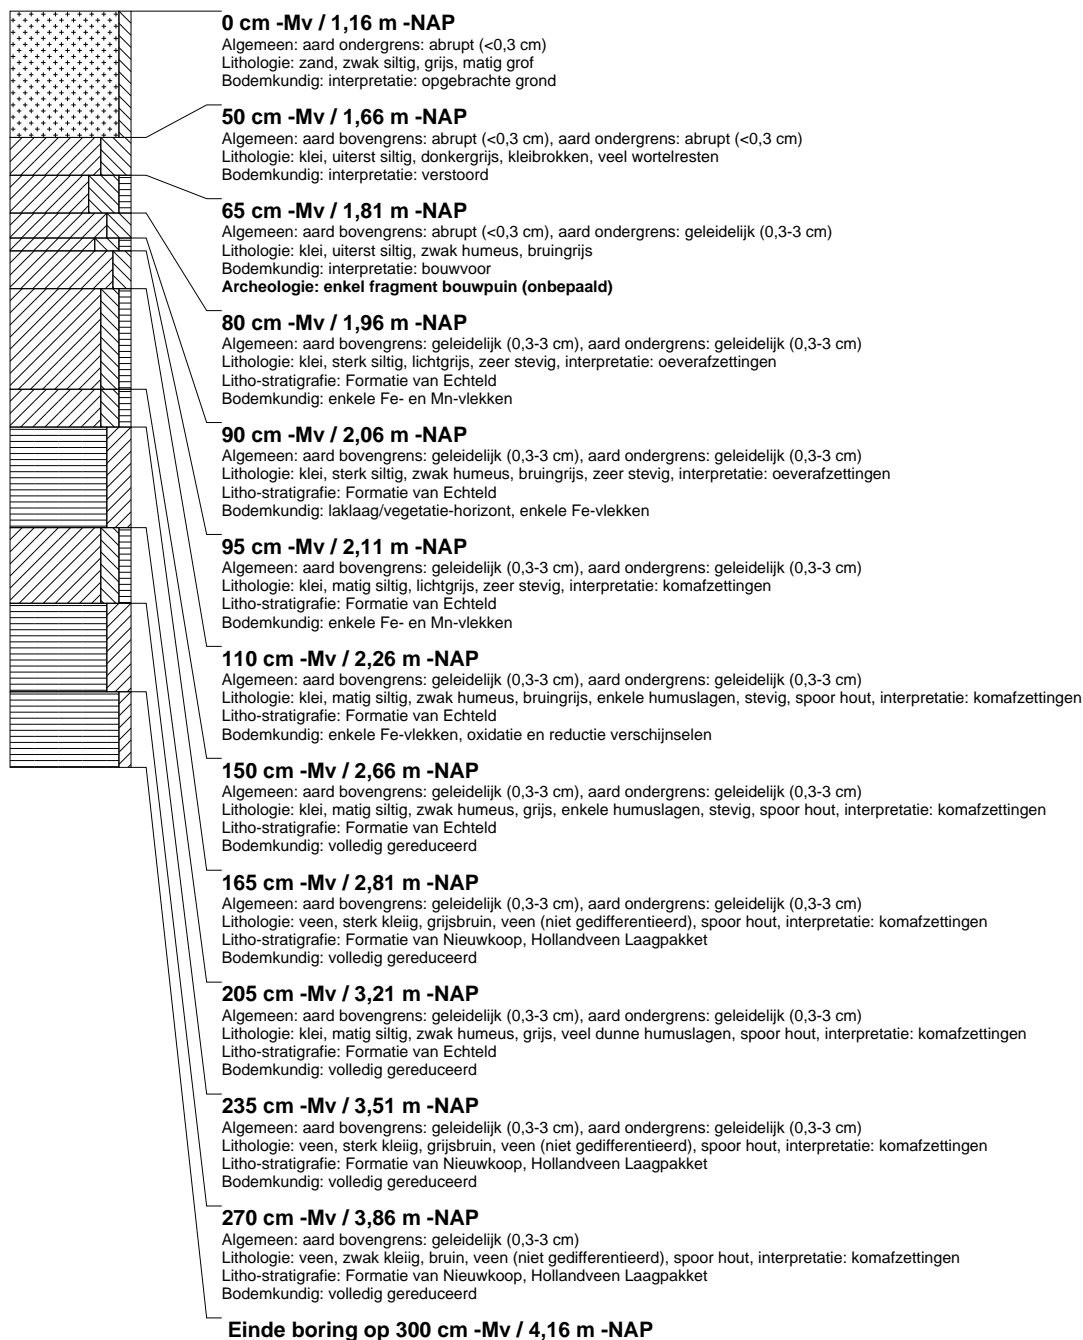 0 cm -Mv / 1,16 m -NAP
Algemeen: aard ondergrens: abrupt (<0,3 cm)
Lithologie: zand, zwak siltig, grijs, matig grof
Bodemkundig: interpretatie: opgebrachte grond
50 cm -Mv / 1,66 m -NAP
Algemeen: aard bovengrens: abrupt (<0,3 cm), aard ondergrens: abrupt (<0,3 cm)
Lithologie: klei, uiterst siltig, donkergrijs, kleibrokken, veel wortelresten
Bodemkundig: interpretatie: verstoord
65 cm -Mv / 1,81 m -NAP
Algemeen: aard bovengrens: abrupt (<0,3 cm), aard ondergrens: geleidelijk (0,3-3 cm)
Lithologie: klei, uiterst siltig, zwak humeus, bruingrijs
Bodemkundig: interpretatie: bouwvoor
Archeologie: enkel fragment bouwpuin (onbepaald)
80 cm -Mv / 1,96 m -NAP
Algemeen: aard bovengrens: geleidelijk (0,3-3 cm), aard ondergrens: geleidelijk (0,3-3 cm)
Lithologie: klei, sterk siltig, lichtgrijs, zeer stevig, interpretatie: oeverafzettingen
Litho-stratigrafie: Formatie van Echteld
Bodemkundig: enkele Fe- en Mn-vlekken
90 cm -Mv / 2,06 m -NAP
Algemeen: aard bovengrens: geleidelijk (0,3-3 cm), aard ondergrens: geleidelijk (0,3-3 cm)
Lithologie: klei, sterk siltig, zwak humeus, bruingrijs, zeer stevig, interpretatie: oeverafzettingen
Litho-stratigrafie: Formatie van Echteld
Bodemkundig: laklaag/vegetatie-horizont, enkele Fe-vlekken
95 cm -Mv / 2,11 m -NAP
Algemeen: aard bovengrens: geleidelijk (0,3-3 cm), aard ondergrens: geleidelijk (0,3-3 cm)
Lithologie: klei, matig siltig, lichtgrijs, zeer stevig, interpretatie: komafzettingen
Litho-stratigrafie: Formatie van Echteld
Bodemkundig: enkele Fe- en Mn-vlekken
110 cm -Mv / 2,26 m -NAP
Algemeen: aard bovengrens: geleidelijk (0,3-3 cm), aard ondergrens: geleidelijk (0,3-3 cm)
Lithologie: klei, matig siltig, zwak humeus, bruingrijs, enkele humuslagen, stevig, spoor hout, interpretatie: komafzettingen
Litho-stratigrafie: Formatie van Echteld
Bodemkundig: enkele Fe-vlekken, oxidatie en reductie verschijnselen
150 cm -Mv / 2,66 m -NAP
Algemeen: aard bovengrens: geleidelijk (0,3-3 cm), aard ondergrens: geleidelijk (0,3-3 cm)
Lithologie: klei, matig siltig, zwak humeus, grijs, enkele humuslagen, stevig, spoor hout, interpretatie: komafzettingen
Litho-stratigrafie: Formatie van Echteld
Bodemkundig: volledig gereduceerd
165 cm -Mv / 2,81 m -NAP
Algemeen: aard bovengrens: geleidelijk (0,3-3 cm), aard ondergrens: geleidelijk (0,3-3 cm)
Lithologie: veen, sterk kleiig, grijsbruin, veen (niet gedifferentieerd), spoor hout, interpretatie: komafzettingen
Litho-stratigrafie: Formatie van Nieuwkoop, Hollandveen Laagpakket
Bodemkundig: volledig gereduceerd
205 cm -Mv / 3,21 m -NAP
Algemeen: aard bovengrens: geleidelijk (0,3-3 cm), aard ondergrens: geleidelijk (0,3-3 cm)
Lithologie: klei, matig siltig, zwak humeus, grijs, veel dunne humuslagen, spoor hout, interpretatie: komafzettingen
Litho-stratigrafie: Formatie van Echteld
Bodemkundig: volledig gereduceerd
235 cm -Mv / 3,51 m -NAP
Algemeen: aard bovengrens: geleidelijk (0,3-3 cm), aard ondergrens: geleidelijk (0,3-3 cm)
Lithologie: veen, sterk kleiig, grijsbruin, veen (niet gedifferentieerd), spoor hout, interpretatie: komafzettingen
Litho-stratigrafie: Formatie van Nieuwkoop, Hollandveen Laagpakket
Bodemkundig: volledig gereduceerd
270 cm -Mv / 3,86 m -NAP
Algemeen: aard bovengrens: geleidelijk (0,3-3 cm)
Lithologie: veen, zwak kleiig, bruin, veen (niet gedifferentieerd), spoor hout, interpretatie: komafzettingen
Litho-stratigrafie: Formatie van Nieuwkoop, Hollandveen Laagpakket
Bodemkundig: volledig gereduceerd
Einde boring op 300 cm -Mv / 4,16 m -NAP